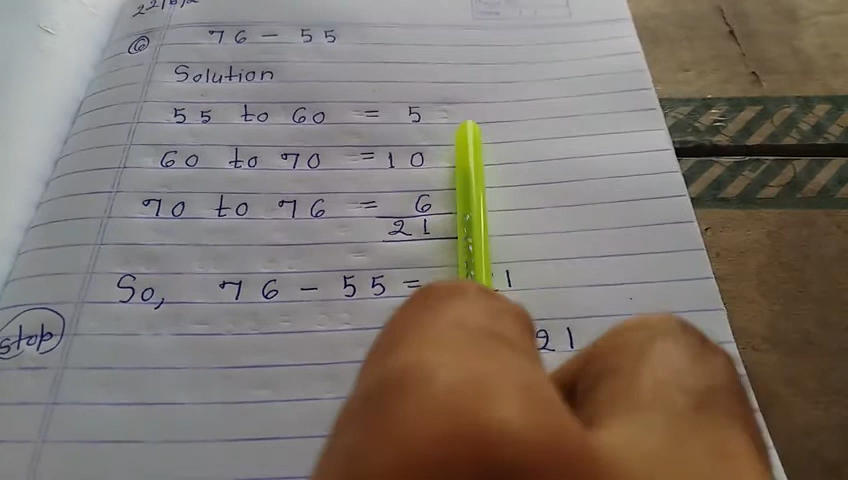 6 76 - 55
Solution
55 to 60 = 5
60 to 70 = 10
70 to 76 = 6
21
So, 76 - 55 =
21